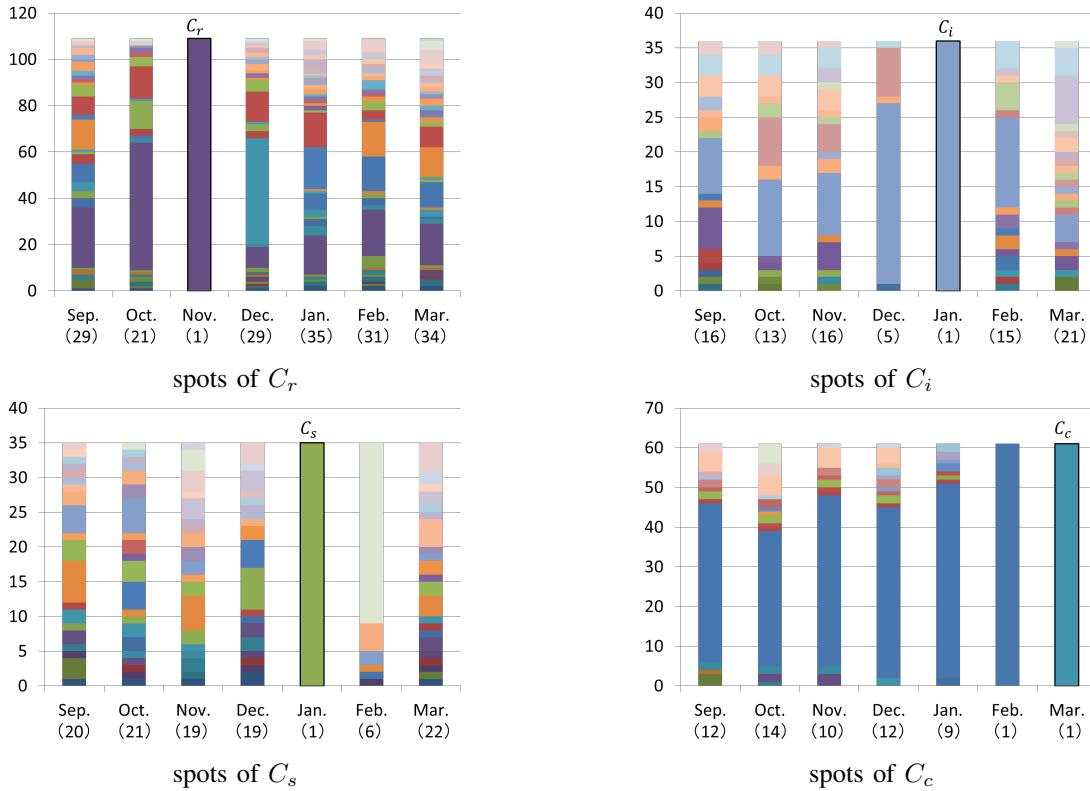 120
100
80
60
40
20
0
C_r
Sep. Oct. Nov. Dec. Jan. Feb. Mar.
(29) (21) (1) (29) (35) (31) (34)
spots of C_r
40
35
30
25
20
15
10
5
0
C_i
Sep. Oct. Nov. Dec. Jan. Feb. Mar.
(16) (13) (16) (5) (1) (15) (21)
spots of C_i
40
35
30
25
20
15
10
5
0
C_s
Sep. Oct. Nov. Dec. Jan. Feb. Mar.
(20) (21) (19) (19) (1) (6) (22)
spots of C_s
70
60
50
40
30
20
10
0
C_c
Sep. Oct. Nov. Dec. Jan. Feb. Mar.
(12) (14) (10) (12) (9) (1) (1)
spots of C_c